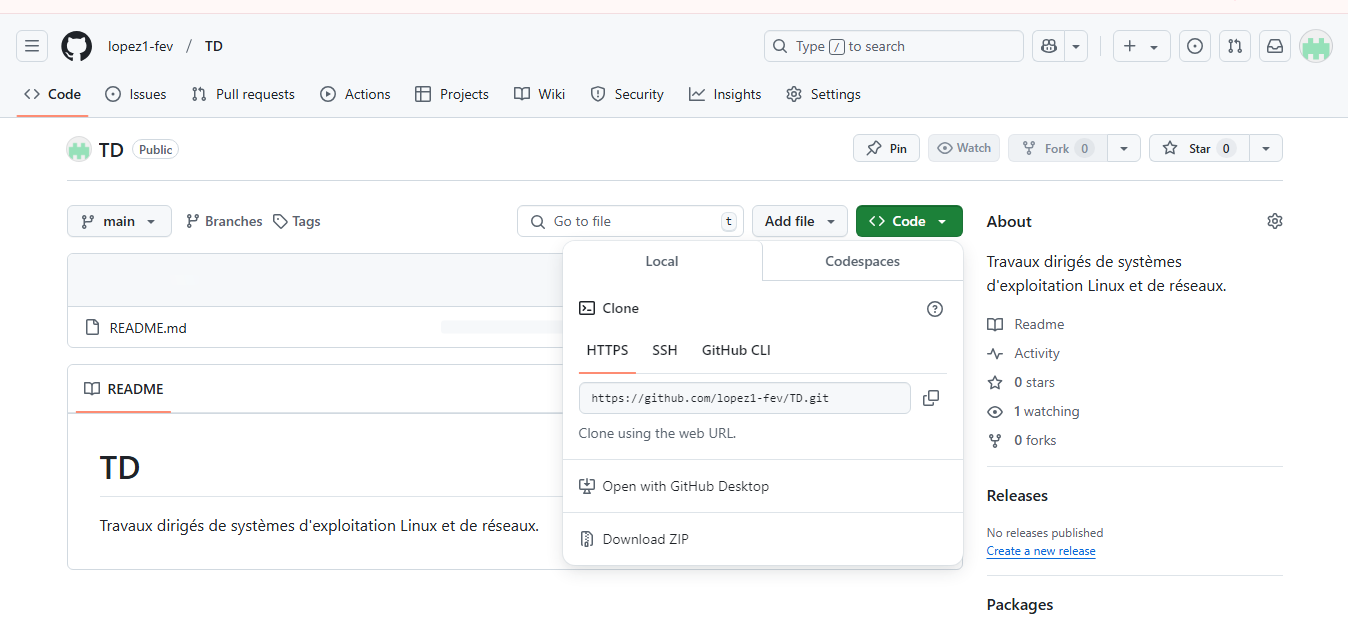 lopez1-fev / TD
Type / to search
Code Issues Pull requests Actions Projects Wiki Security Insights Settings
TD Public
Pin Watch Fork 0 Star 0
main Branches Tags
Go to file t
Add file Code
About
Local Codespaces
Travaux dirigés de systèmes
d'exploitation Linux et de réseaux.
Clone
README.md
Readme
HTTPS SSH GitHub CLI
Activity
README
0 stars
https://github.com/lopez1-fev/TD.git
1 watching
Clone using the web URL.
0 forks
TD
Open with GitHub Desktop
Releases
Travaux dirigés de systèmes d'exploitation Linux et de réseaux.
No releases published
Download ZIP
Create a new release
Packages